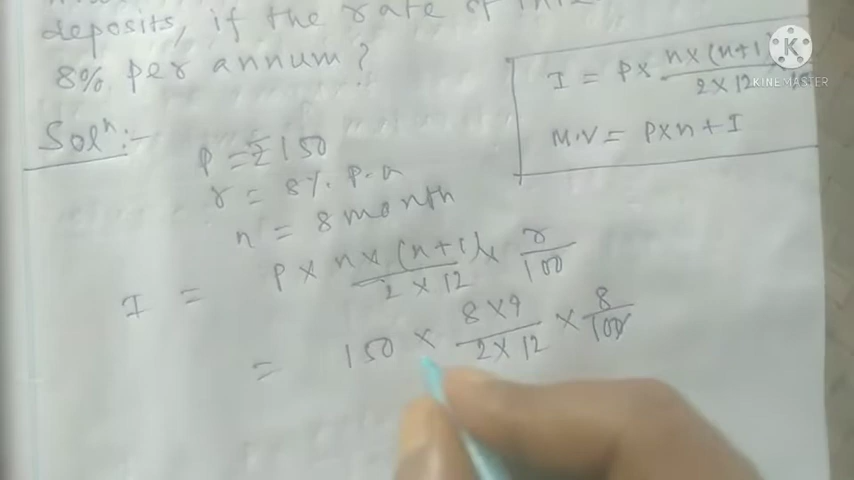 deposits, if the rate of
8% per annum?
I = P x n x (n+1) / 2 x 12
M.V = P x n + I
Solⁿ :-
P = ₹ 150
r = 8% p.a
n = 8 month
I = P x n x (n+1) / 2 x 12 x r / 100
= 150 x 8 x 9 / 2 x 12 x 8 / 100
K
KINEMASTER